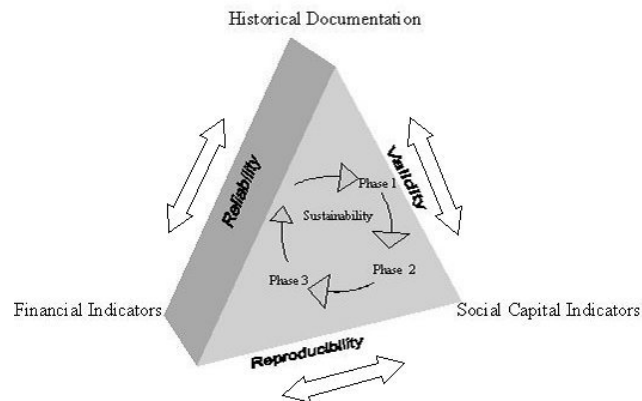 Historical Documentation
Reliability
Validity
Phase 1
Sustainability
Phase 3
Phase 2
Financial Indicators
Social Capital Indicators
Reproducibility